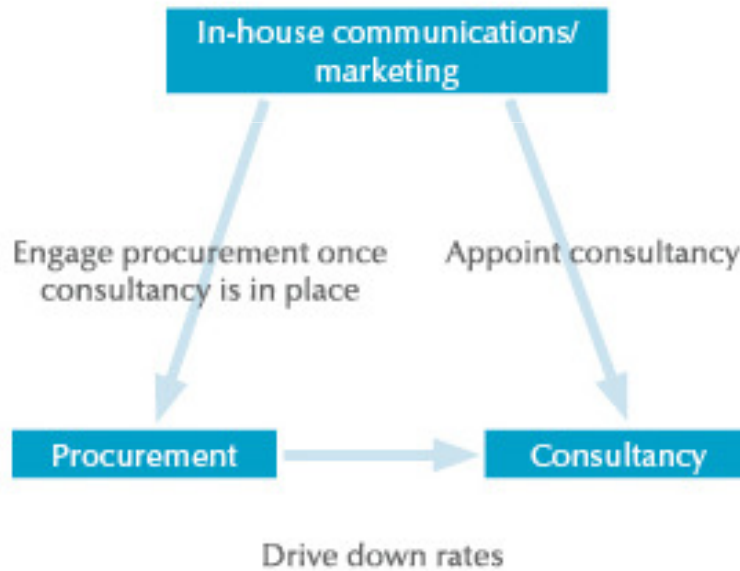 In-house communications/
marketing
Engage procurement once
consultancy is in place
Appoint consultancy
Procurement
Consultancy
Drive down rates